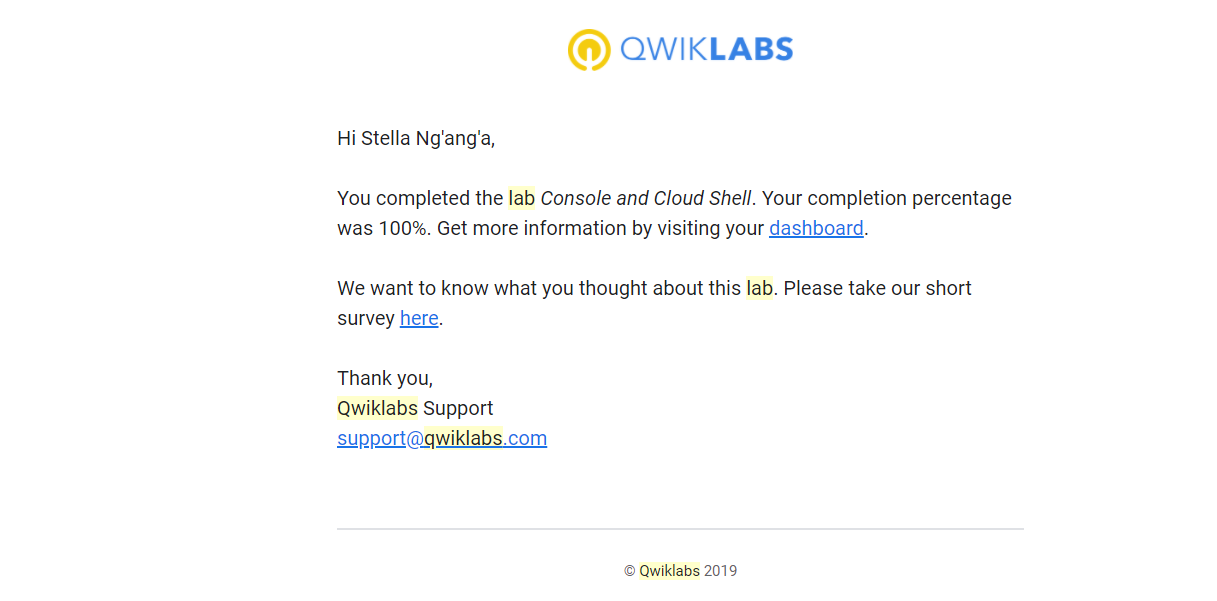 QWIKLABS
Hi Stella Ng'ang'a,
You completed the lab Console and Cloud Shell. Your completion percentage
was 100%. Get more information by visiting your dashboard.
We want to know what you thought about this lab. Please take our short
survey here.
Thank you,
Qwiklabs Support
support@qwiklabs.com
© Qwiklabs 2019